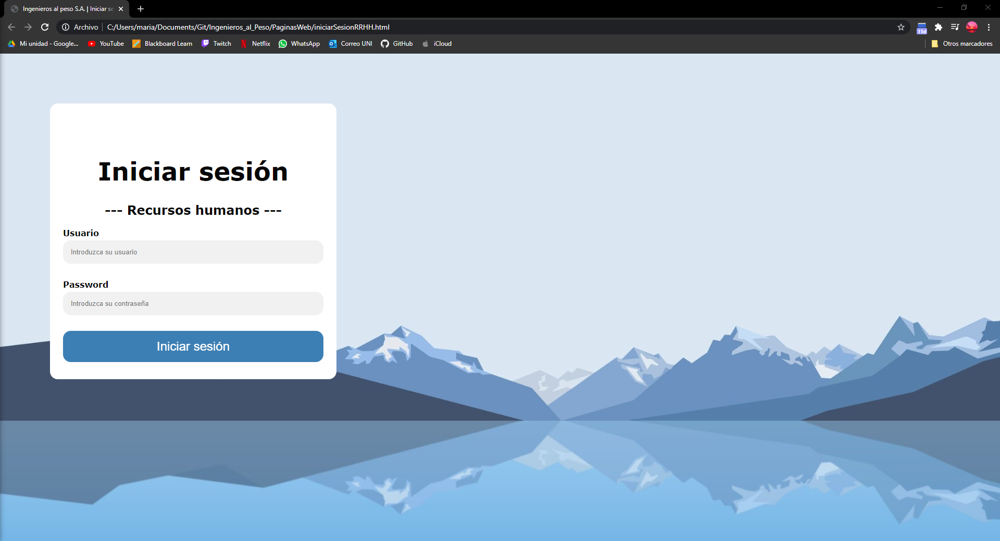 Ingenieros al peso S.A. | Iniciar se
Archivo C:/Users/maria/Documents/Git/Ingenieros_al_Peso/PaginasWeb/iniciarSesionRRHH.html
11d
Mi unidad - Google... YouTube Blackboard Learn Twitch Netflix WhatsApp Correo UNI GitHub iCloud Otros marcadores
Iniciar sesión
--- Recursos humanos ---
Usuario
Introduzca su usuario
Password
Introduzca su contraseña
Iniciar sesión